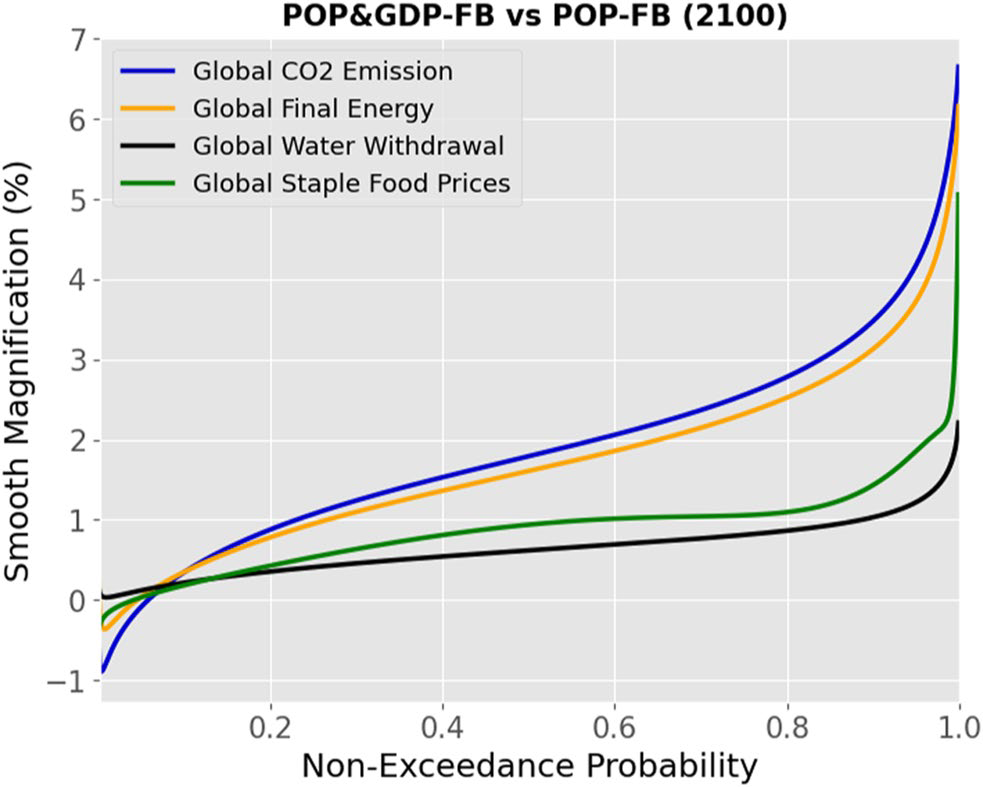 POP&GDP-FB vs POP-FB (2100)
Global CO2 Emission
Global Final Energy
Global Water Withdrawal
Global Staple Food Prices
Smooth Magnification (%)
7
6
5
4
3
2
1
0
−1
0.2 0.4 0.6 0.8 1.0
Non-Exceedance Probability